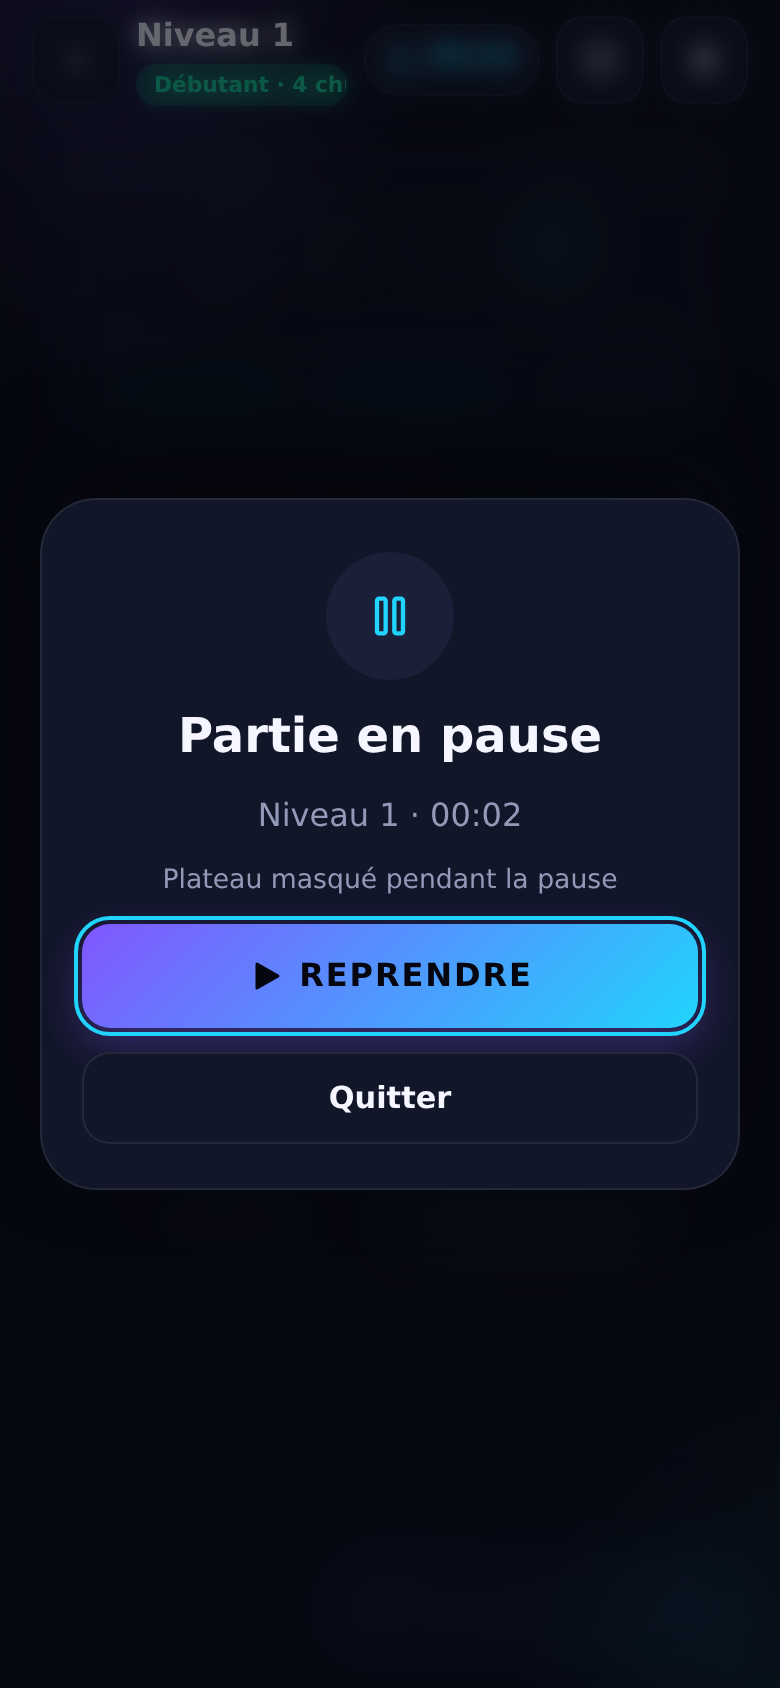 Niveau 1
Débutant · 4 ch
Partie en pause
Niveau 1 · 00:02
Plateau masqué pendant la pause
REPRENDRE
Quitter